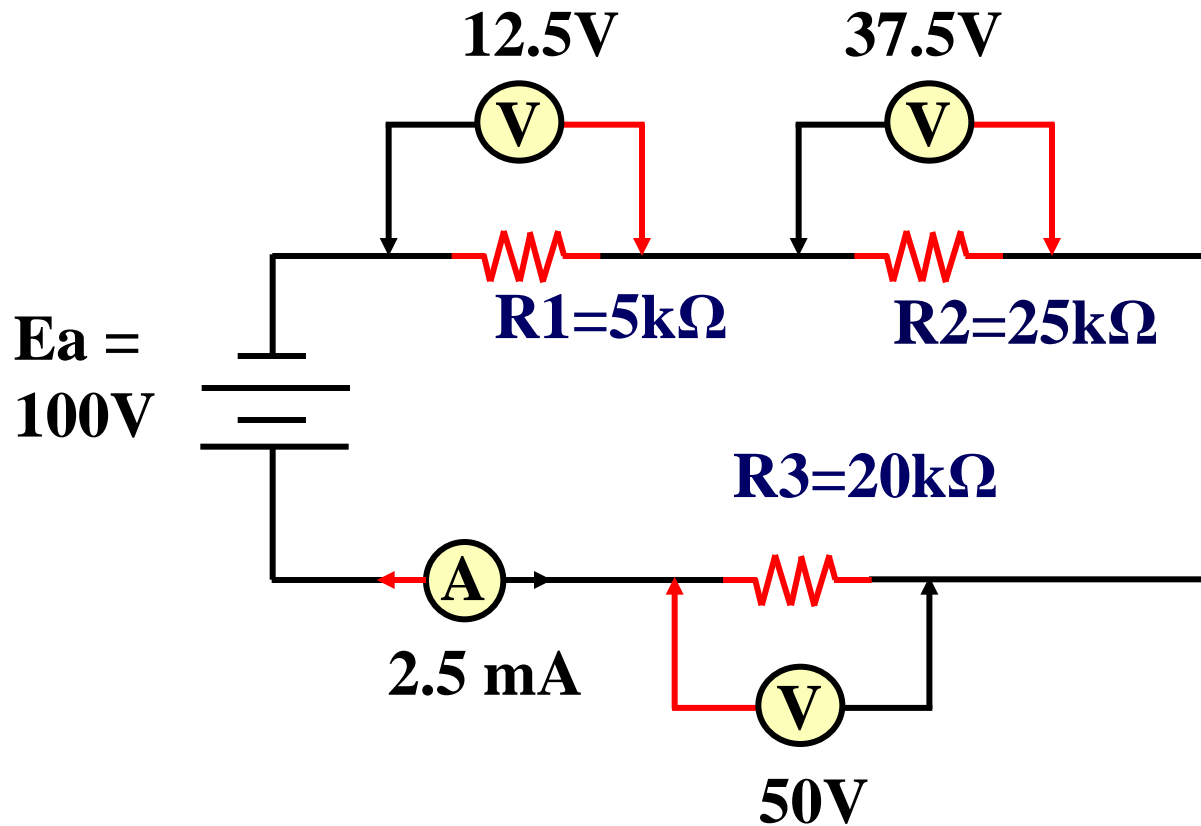 12.5V
37.5V
V
V
R1=5kΩ
R2=25kΩ
Ea =
100V
R3=20kΩ
A
2.5 mA
V
50V